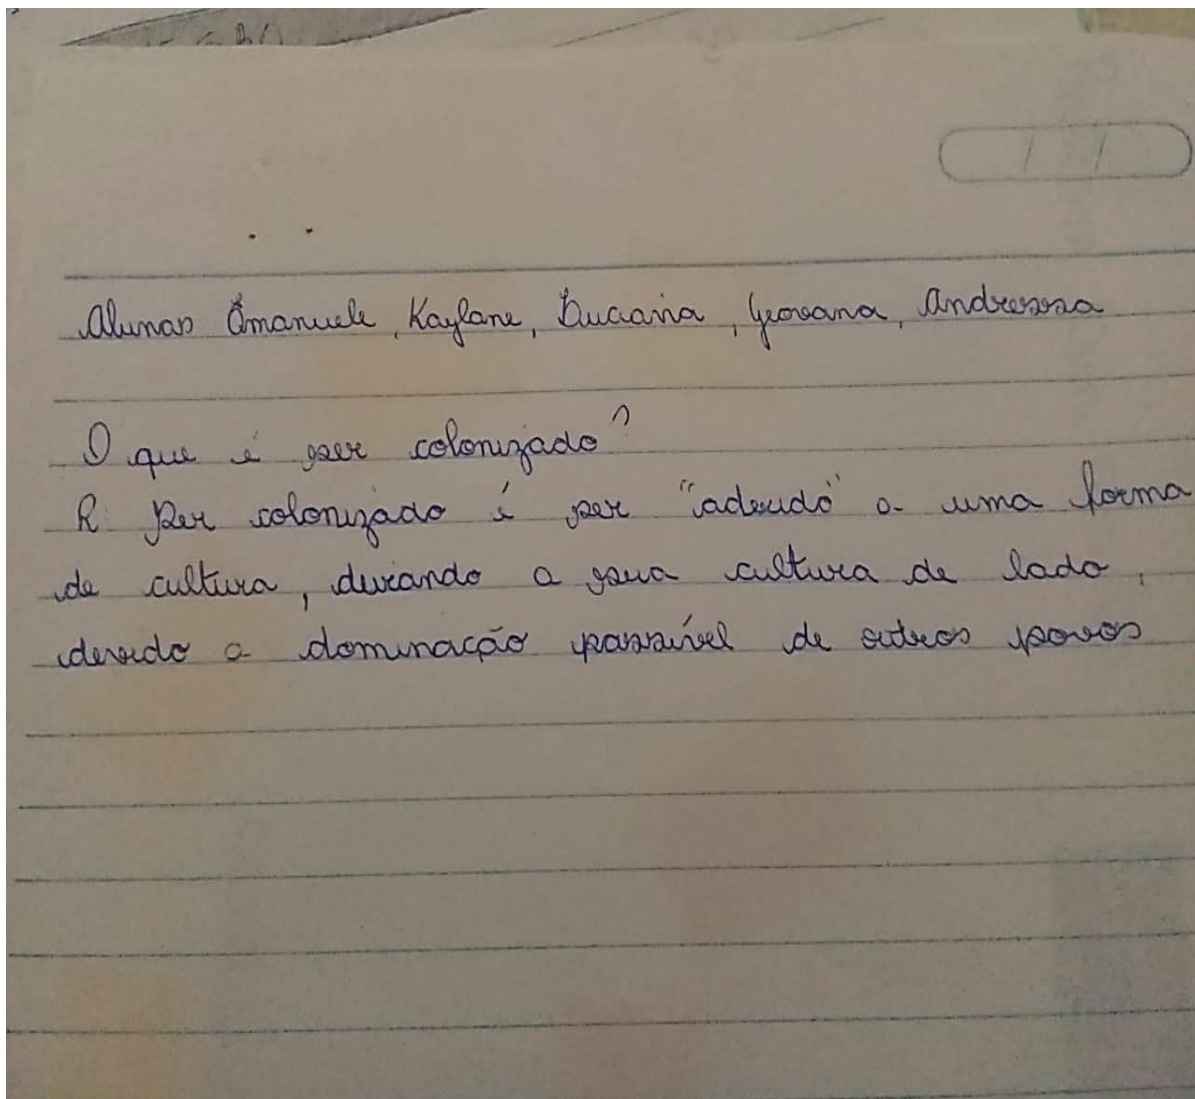 Alunas Emanuele, Kaylane, Luciana, Geovana, Andressa
O que é ser colonizado?
R: Ser colonizado é ser "aderido" a uma forma
de cultura, deixando a sua cultura de lado,
devido a dominação passível de outros povos